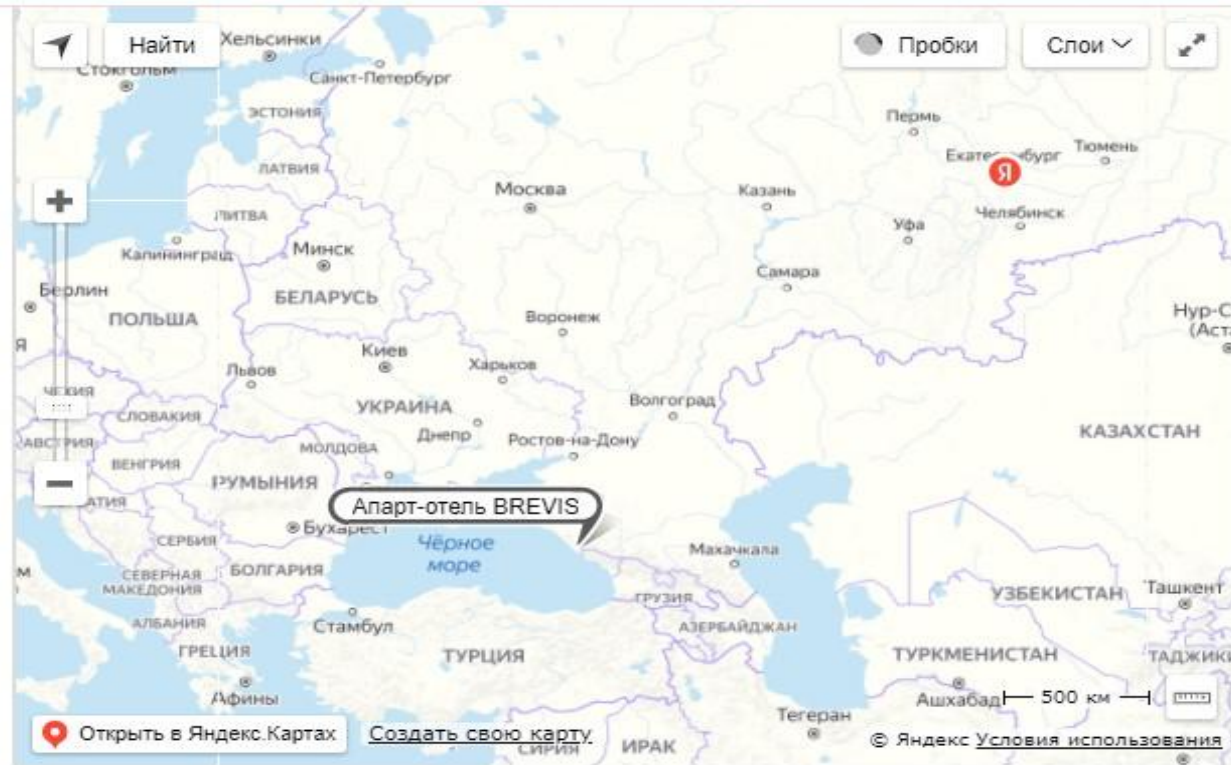 Найти
Хельсинки
Пробки
Слои
Стокгольм
Санкт-Петербург
ЭСТОНИЯ
Пермь
Екатеринбург
Тюмень
Я
ЛАТВИЯ
Москва
Казань
ЛИТВА
Челябинск
Уфа
Калининград
Минск
Самара
Берлин
БЕЛАРУСЬ
ПОЛЬША
Воронеж
Нур-С
(Аст
Киев
Львов
Харьков
ЧЕХИЯ
УКРАИНА
Волгоград
СЛОВАКИЯ
Днепр
Ростов-на-Дону
КАЗАХСТАН
АВСТРИЯ
МОЛДОВА
ВЕНГРИЯ
РУМЫНИЯ
АТИЯ
Апарт-отель BREVIS
Бухарест
СЕРБИЯ
Чёрное
море
Махачкала
СЕВЕРНАЯ
МАКЕДОНИЯ
БОЛГАРИЯ
ГРУЗИЯ
УЗБЕКИСТАН
Ташкент
АЛБАНИЯ
Стамбул
АЗЕРБАЙДЖАН
ГРЕЦИЯ
ТУРЦИЯ
ТУРКМЕНИСТАН
ТАДЖИКИ
Афины
Ашхабад
500 км
Тегеран
Открыть в Яндекс.Картах
Создать свою карту
СИРИЯ
ИРАК
© Яндекс Условия использования